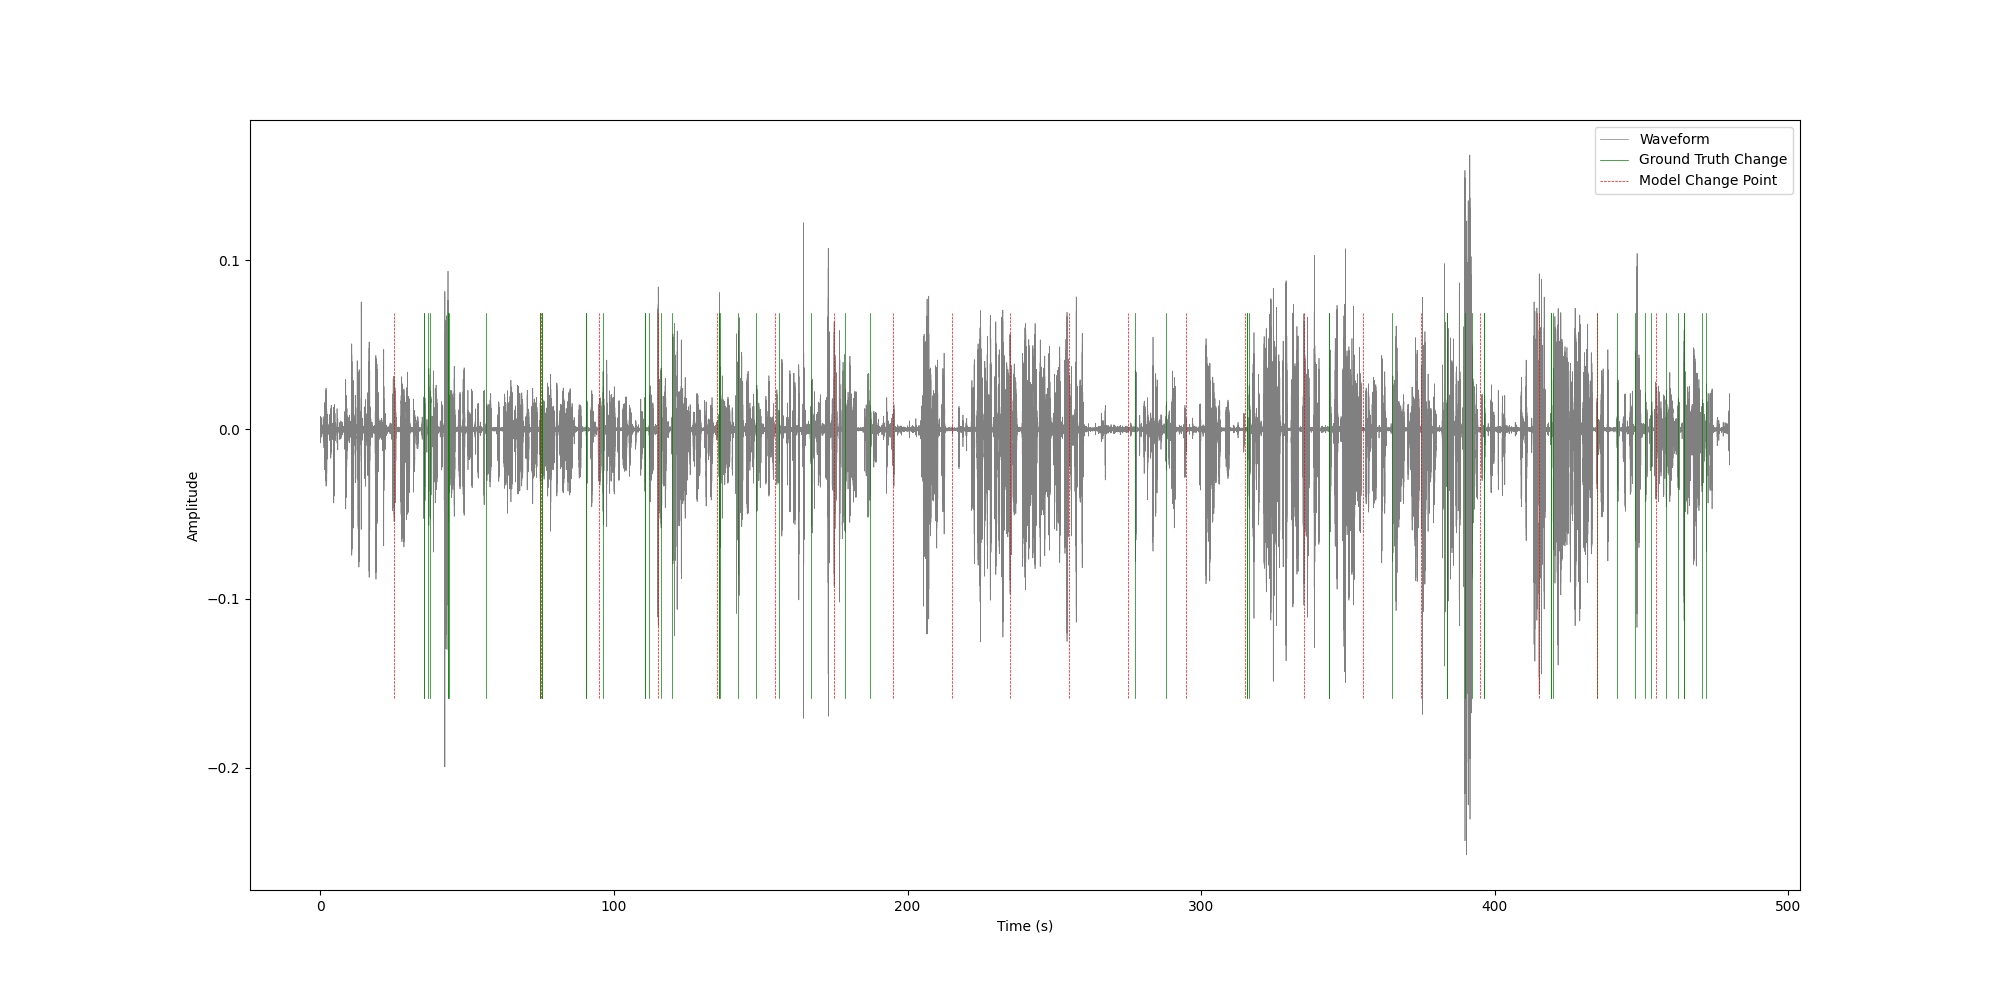 Waveform
Ground Truth Change
Model Change Point
0.1
0.0
−0.1
−0.2
Amplitude
0 100 200 300 400 500
Time (s)